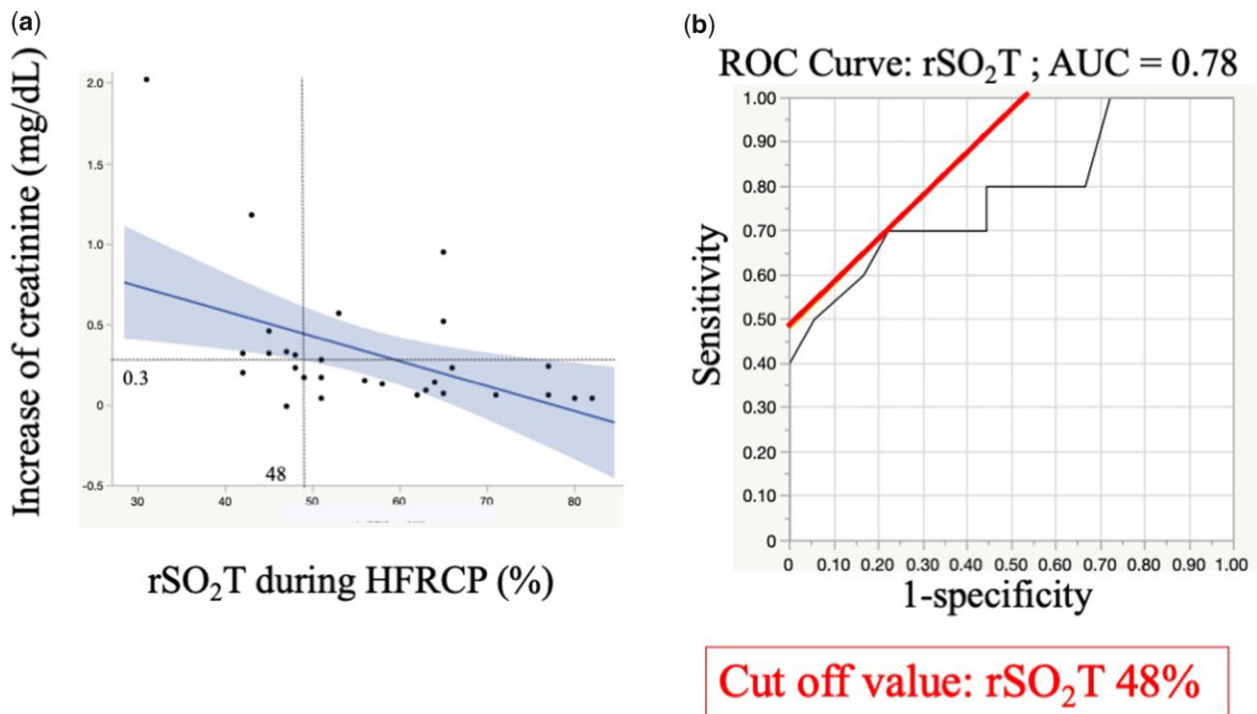 (a)
Increase of creatinine (mg/dL)
2.0
1.5
1.0
0.5
0
-0.5
0.3
48
30
40
50
60
70
80
rSO₂T during HFRCP (%)
(b)
ROC Curve: rSO₂T ; AUC = 0.78
Sensitivity
1.00
0.90
0.80
0.70
0.60
0.50
0.40
0.30
0.20
0.10
0
0 0.10 0.20 0.30 0.40 0.50 0.60 0.70 0.80 0.90 1.00
1-specificity
Cut off value: rSO₂T 48%